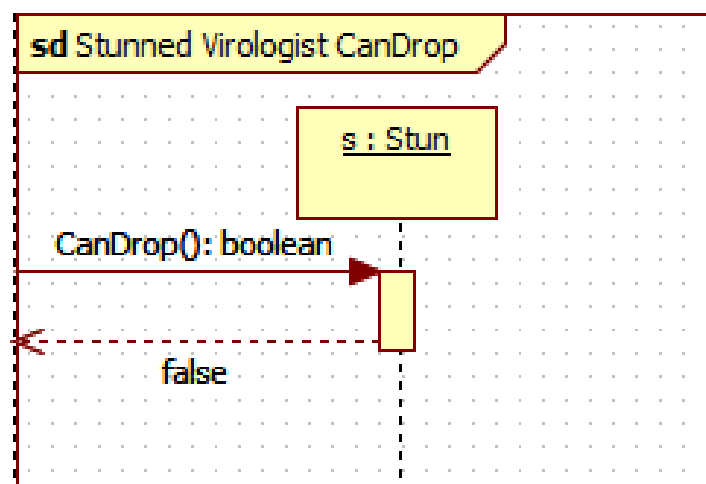 sd Stunned Virologist CanDrop
s : Stun
CanDrop(): boolean
false